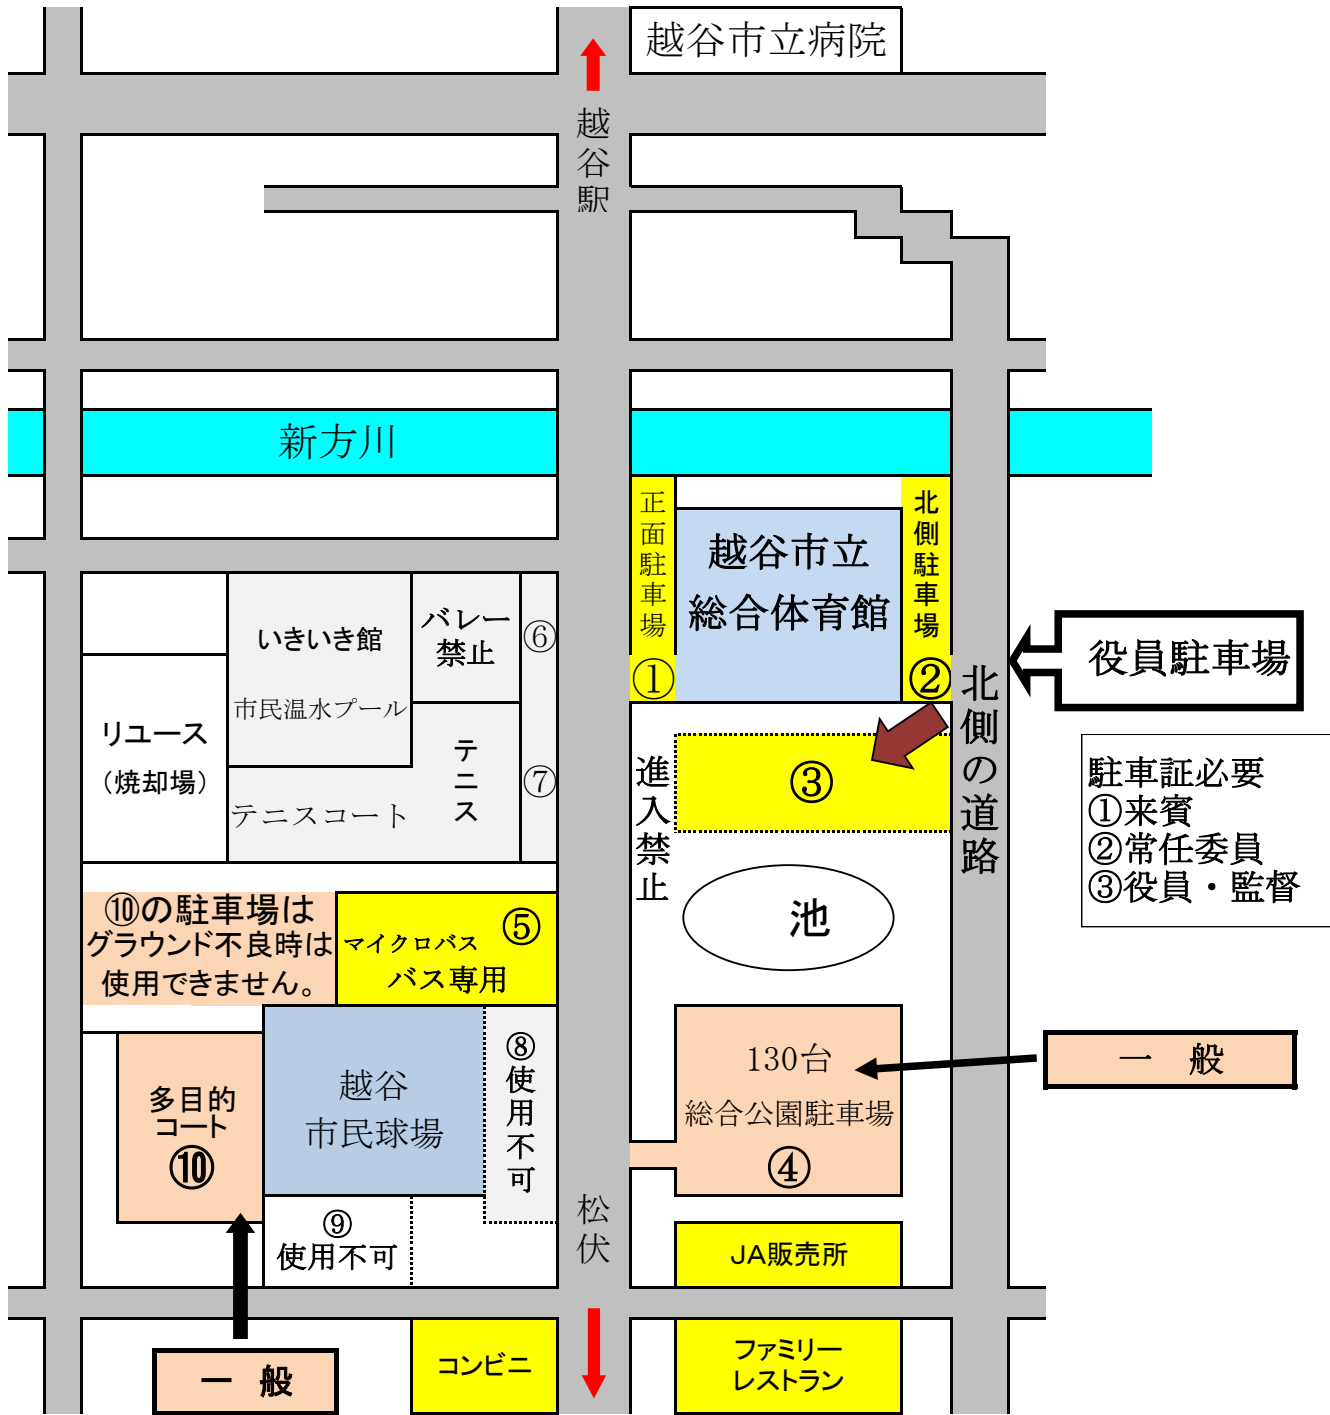 越谷市立病院
越谷駅
新方川
正面駐車場
①
越谷市立
総合体育館
北側駐車場
②
役員駐車場
北側の道路
駐車証必要
①来賓
②常任委員
③役員・監督
いきいき館
市民温水プール
バレー
禁止
⑥
⑦
リユース
（焼却場）
テニスコート
テニス
進入禁止
③
池
⑩の駐車場は
グラウンド不良時は
使用できません。
⑤
マイクロバス
バス専用
多目的
コート
⑩
越谷
市民球場
⑧
使用不可
⑨
使用不可
130台
総合公園駐車場
④
一 般
松伏
JA販売所
コンビニ
ファミリー
レストラン
一 般